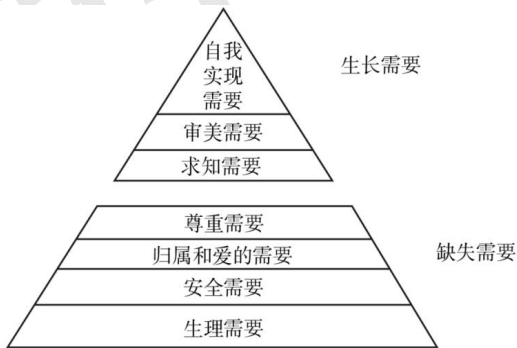 自我
实现
需要
生长需要
审美需要
求知需要
尊重需要
归属和爱的需要
缺失需要
安全需要
生理需要